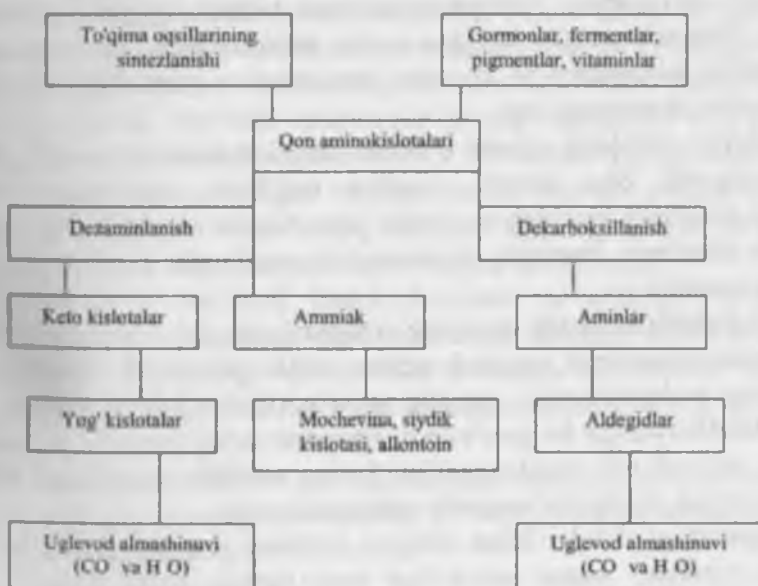 To'qima oqsillarining
sintezlanishi
Gormonlar, fermentlar,
pigmentlar, vitaminlar
Qon aminokislotalari
Dezaminlanish
Dekarboksillanish
Keto kislotalar
Ammiak
Aminlar
Yog' kislotalar
Mochevina, siydik
kislotasi, allontoin
Aldegidlar
Uglevod almashinuvi
(CO va H O)
Uglevod almashinuvi
(CO va H O)